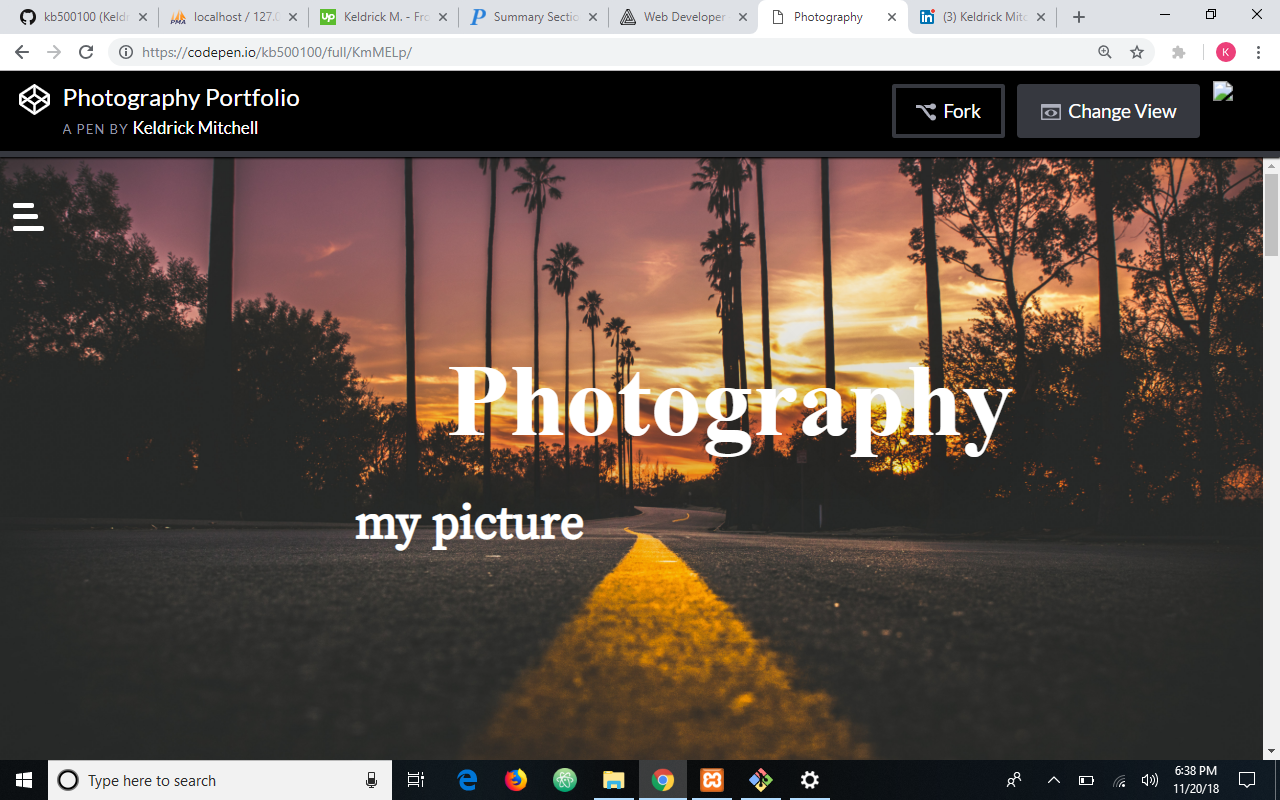 kb500100 (Keldr
localhost / 127.0
Keldrick M. - Fro
Summary Sectio
Web Developer
Photography
(3) Keldrick Mitc
https://codepen.io/kb500100/full/KmMELp/
K
Photography Portfolio
A PEN BY Keldrick Mitchell
Fork
Change View
Photography
my picture
Type here to search
6:38 PM
11/20/18